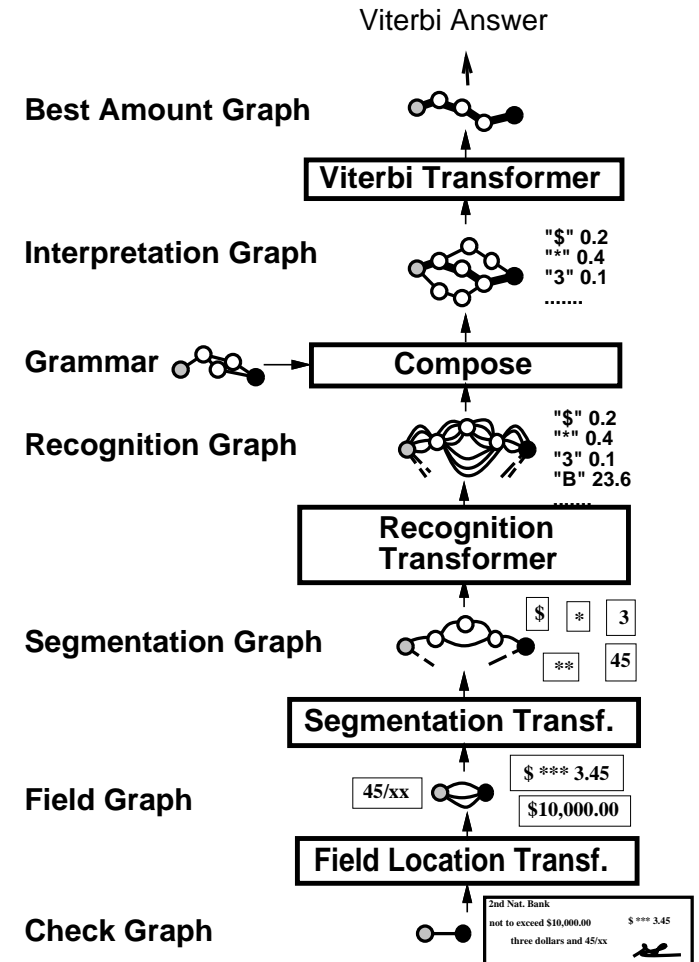 Viterbi Answer
Best Amount Graph
Viterbi Transformer
Interpretation Graph
"$" 0.2
"*" 0.4
"3" 0.1
.......
Grammar
Compose
Recognition Graph
"$" 0.2
"*" 0.4
"3" 0.1
"B" 23.6
.......
Recognition
Transformer
Segmentation Graph
$ * 3
** 45
Segmentation Transf.
Field Graph
45/xx
$ *** 3.45
$10,000.00
Field Location Transf.
Check Graph
2nd Nat. Bank
not to exceed $10,000.00 $ *** 3.45
three dollars and 45/xx